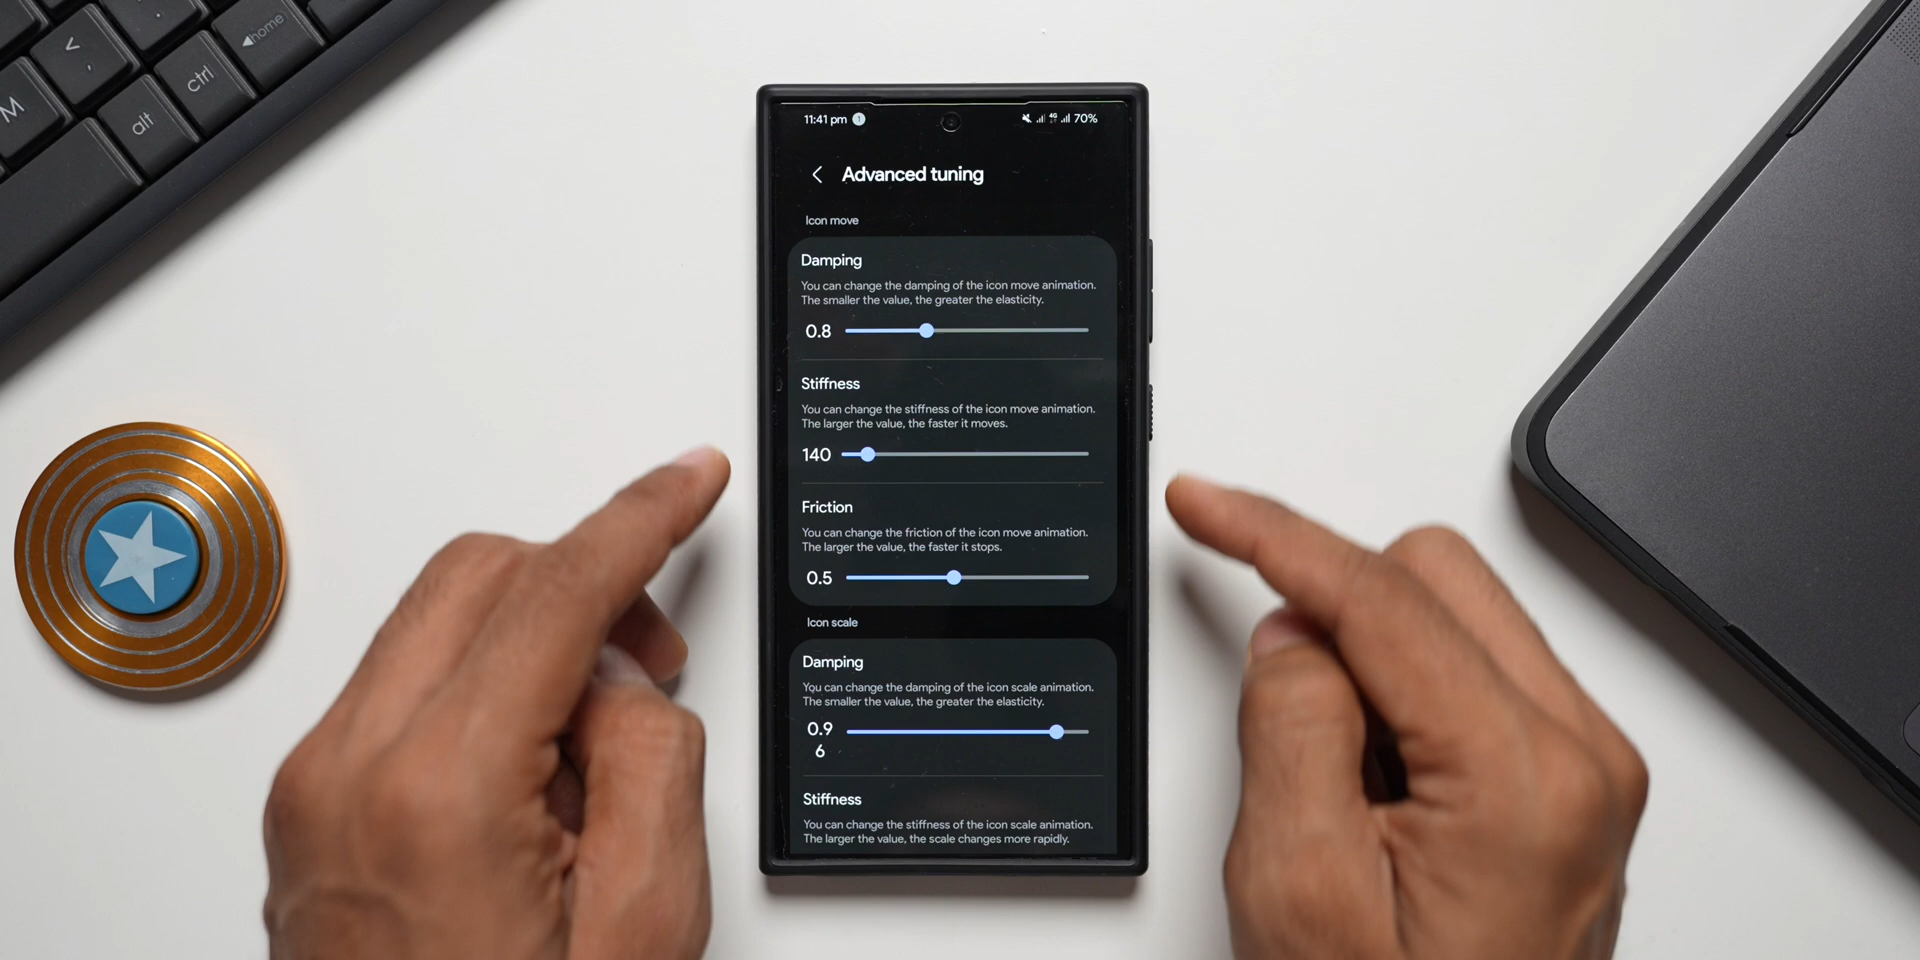 M
<
,
alt
ctrl
◀home
11:41 pm 1
4G 70%
Advanced tuning
Icon move
Damping
You can change the damping of the icon move animation.
The smaller the value, the greater the elasticity.
0.8
Stiffness
You can change the stiffness of the icon move animation.
The larger the value, the faster it moves.
140
Friction
You can change the friction of the icon move animation.
The larger the value, the faster it stops.
0.5
Icon scale
Damping
You can change the damping of the icon scale animation.
The smaller the value, the greater the elasticity.
0.9
6
Stiffness
You can change the stiffness of the icon scale animation.
The larger the value, the scale changes more rapidly.